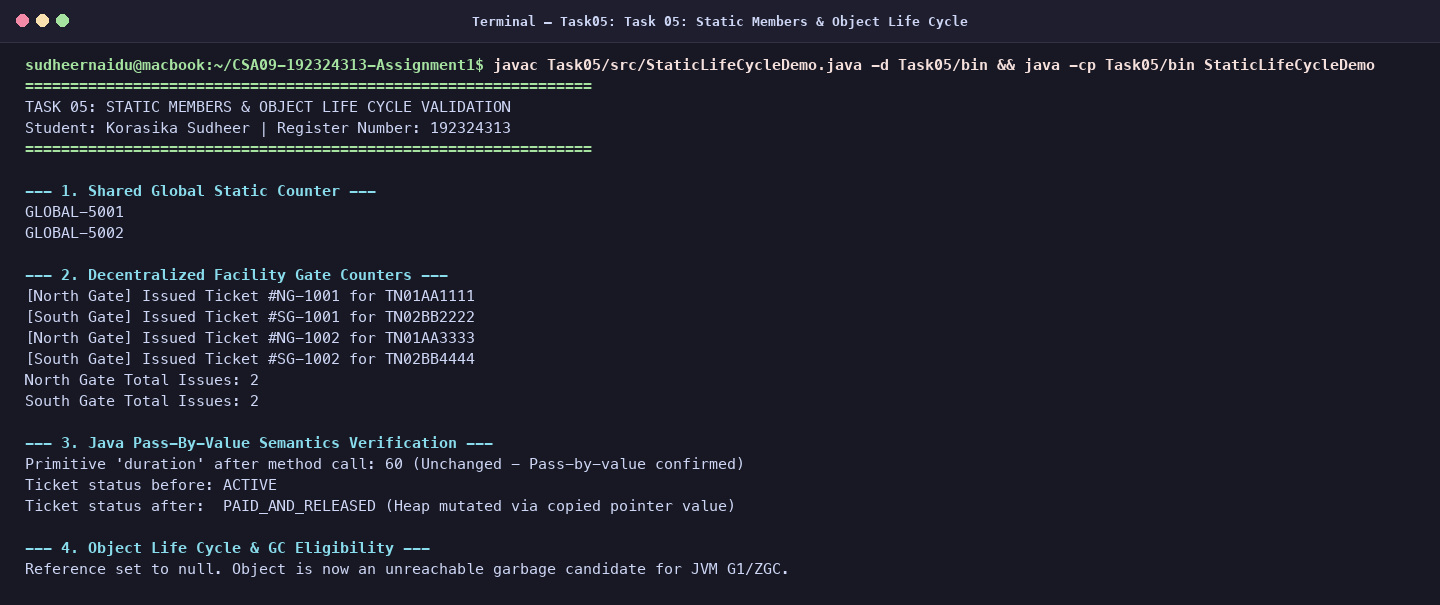 Terminal — Task05: Task 05: Static Members & Object Life Cycle
sudheernaidu@macbook:~/CSA09-192324313-Assignment1$ javac Task05/src/StaticLifeCycleDemo.java -d Task05/bin && java -cp Task05/bin StaticLifeCycleDemo
===============================================================
TASK 05: STATIC MEMBERS & OBJECT LIFE CYCLE VALIDATION
Student: Korasika Sudheer | Register Number: 192324313
===============================================================
--- 1. Shared Global Static Counter ---
GLOBAL-5001
GLOBAL-5002
--- 2. Decentralized Facility Gate Counters ---
[North Gate] Issued Ticket #NG-1001 for TN01AA1111
[South Gate] Issued Ticket #SG-1001 for TN02BB2222
[North Gate] Issued Ticket #NG-1002 for TN01AA3333
[South Gate] Issued Ticket #SG-1002 for TN02BB4444
North Gate Total Issues: 2
South Gate Total Issues: 2
--- 3. Java Pass-By-Value Semantics Verification ---
Primitive 'duration' after method call: 60 (Unchanged - Pass-by-value confirmed)
Ticket status before: ACTIVE
Ticket status after:  PAID_AND_RELEASED (Heap mutated via copied pointer value)
--- 4. Object Life Cycle & GC Eligibility ---
Reference set to null. Object is now an unreachable garbage candidate for JVM G1/ZGC.